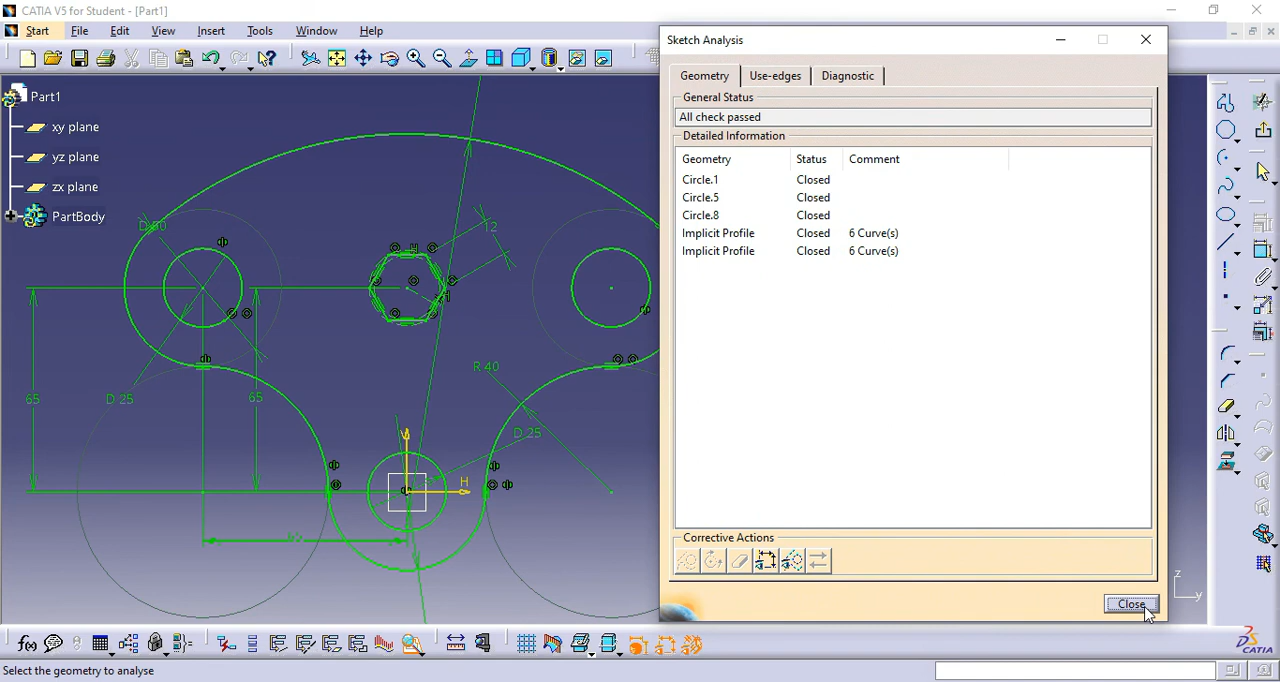 CATIA V5 for Student - [Part1]
Start File Edit View Insert Tools Window Help
Part1
xy plane
yz plane
zx plane
PartBody
12
65
65
D 25
R 40
D 25
V
H
z
y
Sketch Analysis
Geometry Use-edges Diagnostic
General Status
All check passed
Detailed Information
Geometry Status Comment
Circle.1 Closed
Circle.5 Closed
Circle.8 Closed
Implicit Profile Closed 6 Curve(s)
Implicit Profile Closed 6 Curve(s)
Corrective Actions
Close
f(x)
CATIA
Select the geometry to analyse